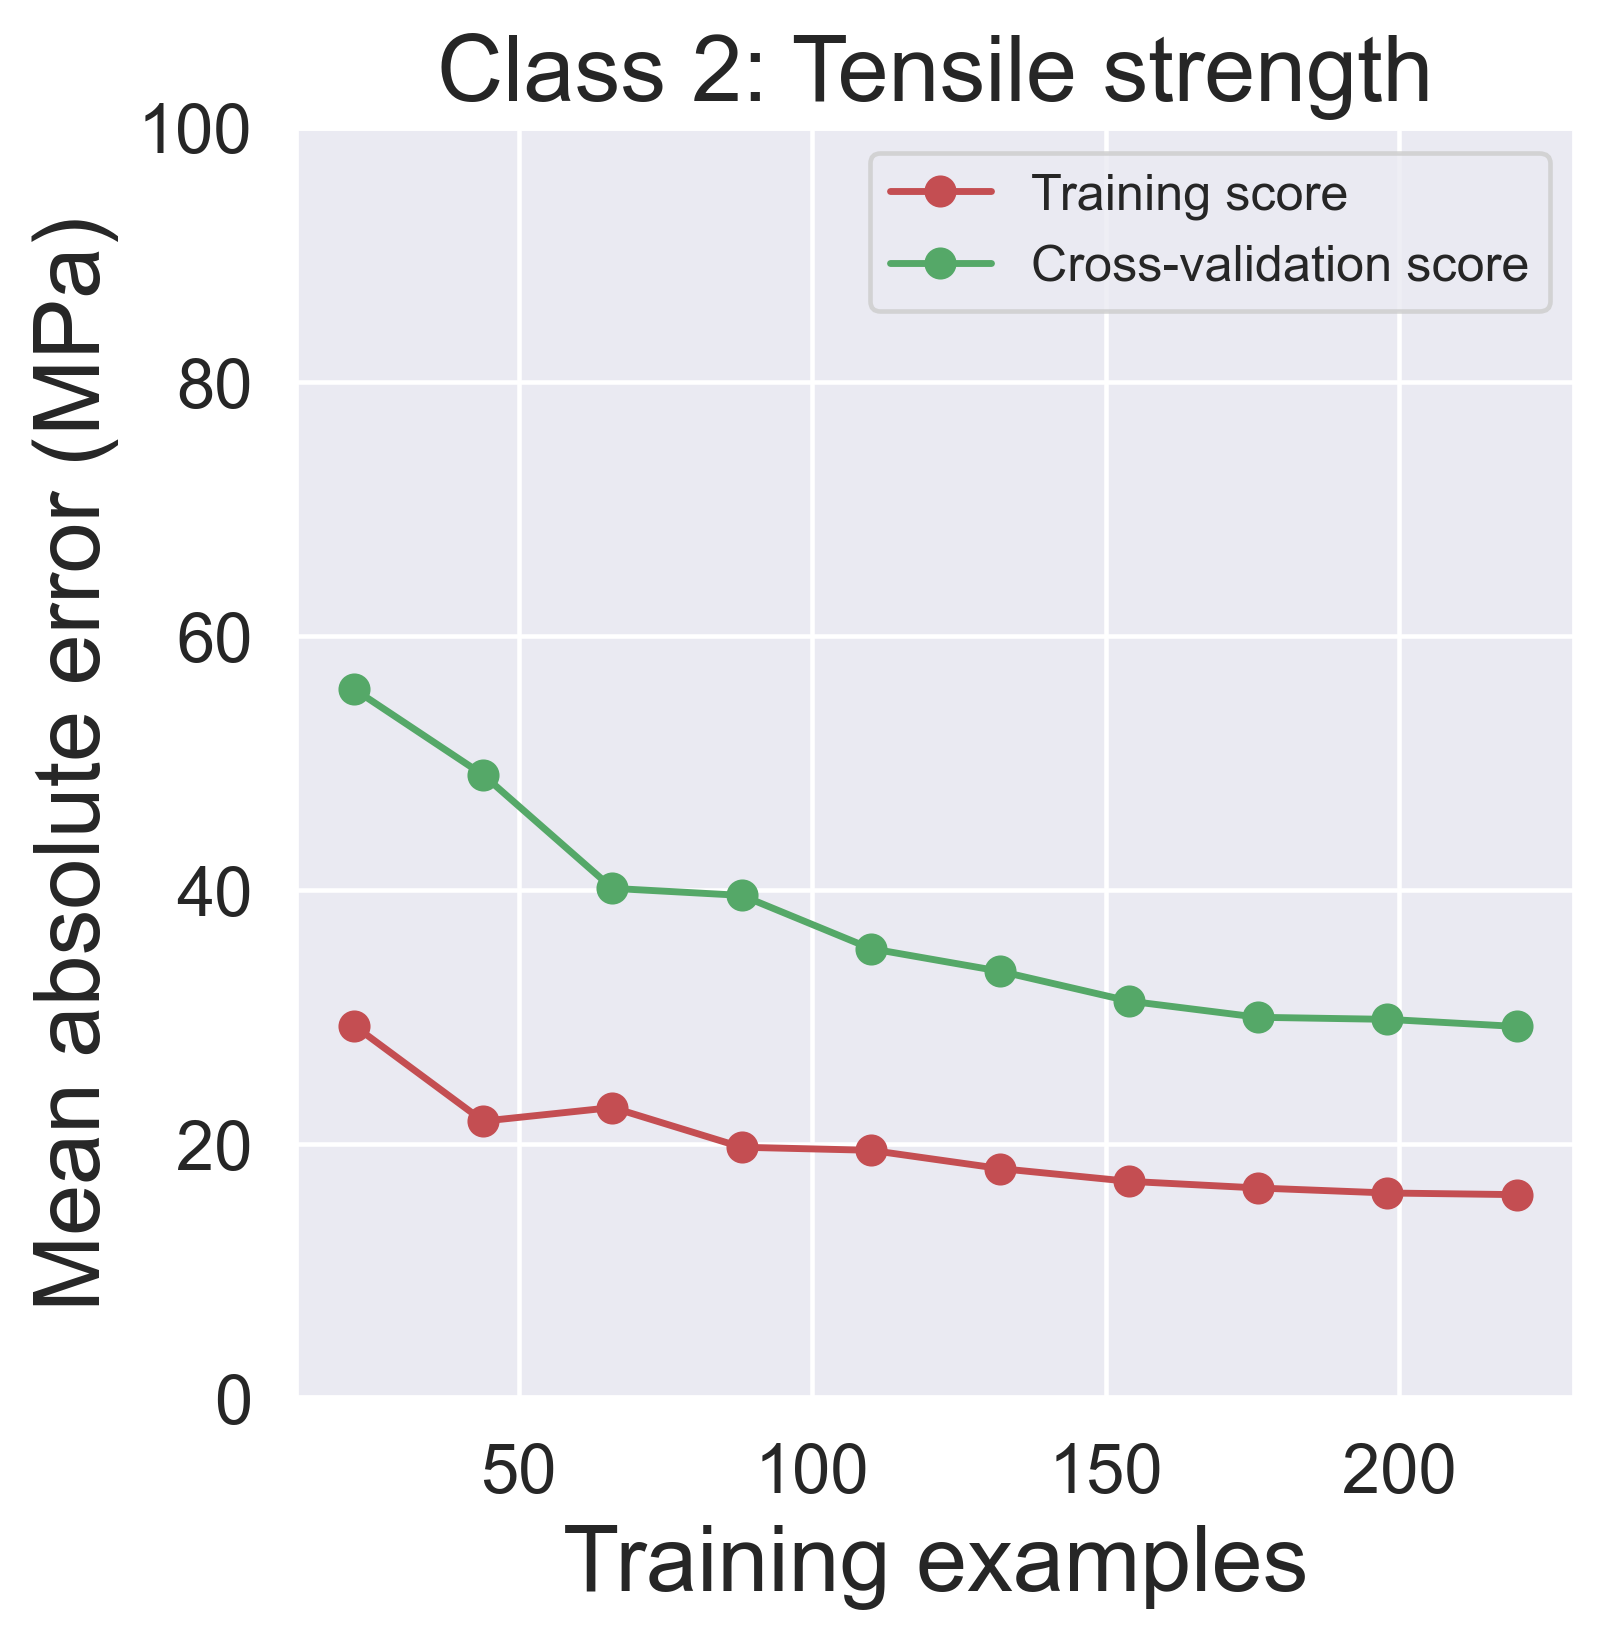 Class 2: Tensile strength
Training score
Cross-validation score
Mean absolute error (MPa)
100
80
60
40
20
0
50 100 150 200
Training examples